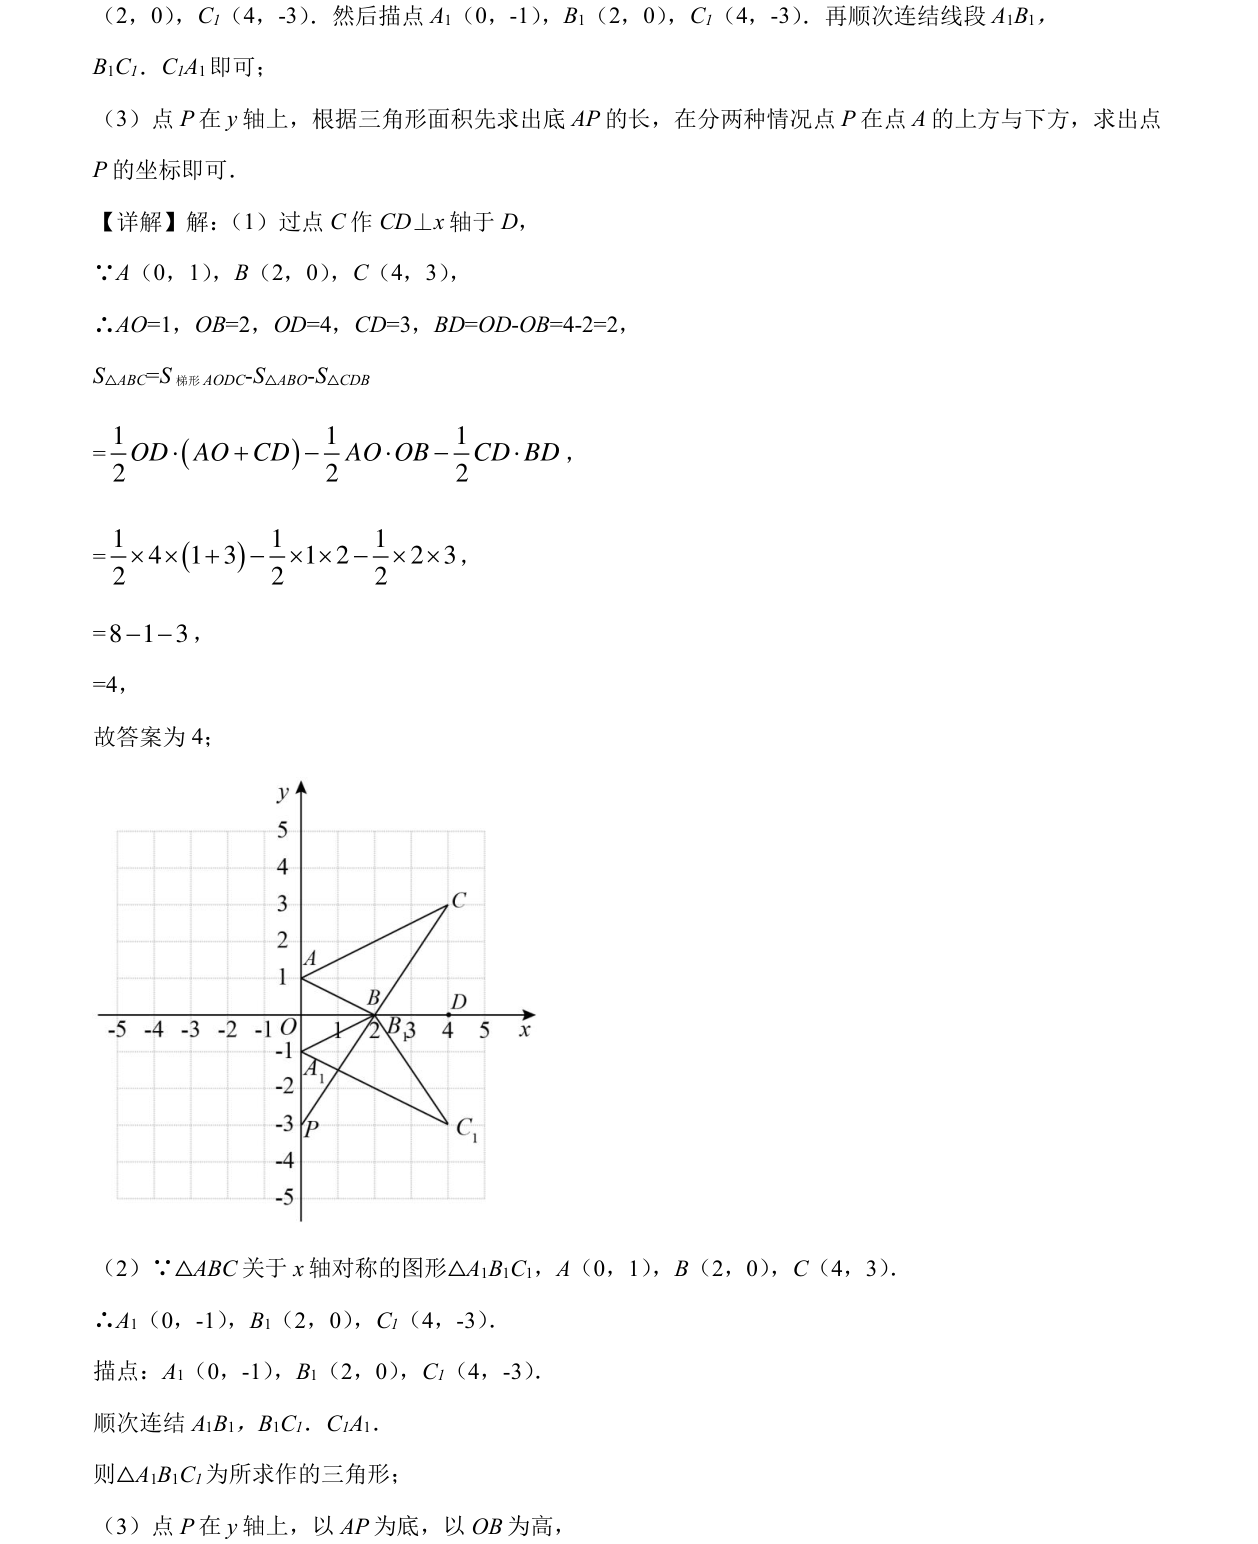 （2，0），C₁（4，-3）．然后描点 A₁（0，-1），B₁（2，0），C₁（4，-3）．再顺次连结线段 A₁B₁，
B₁C₁．C₁A₁ 即可；
（3）点 P 在 y 轴上，根据三角形面积先求出底 AP 的长，在分两种情况点 P 在点 A 的上方与下方，求出点
P 的坐标即可．
【详解】解：（1）过点 C 作 CD⊥x 轴于 D，
∵A（0，1），B（2，0），C（4，3），
∴AO=1，OB=2，OD=4，CD=3，BD=OD-OB=4-2=2，
S△ABC=S 梯形 AODC-S△ABO-S△CDB
=1/2 OD·(AO+CD)−1/2 AO·OB−1/2 CD·BD，
=1/2×4×(1+3)−1/2×1×2−1/2×2×3，
=8−1−3，
=4，
故答案为 4；
y
5
4
3
C
2
A
1
B
D
-5 -4 -3 -2 -1 O 1 2 B₁ 3 4 5 x
-1
A₁
-2
-3
P
C₁
-4
-5
（2）∵△ABC 关于 x 轴对称的图形△A₁B₁C₁，A（0，1），B（2，0），C（4，3）．
∴A₁（0，-1），B₁（2，0），C₁（4，-3）．
描点：A₁（0，-1），B₁（2，0），C₁（4，-3）．
顺次连结 A₁B₁，B₁C₁．C₁A₁．
则△A₁B₁C₁ 为所求作的三角形；
（3）点 P 在 y 轴上，以 AP 为底，以 OB 为高，